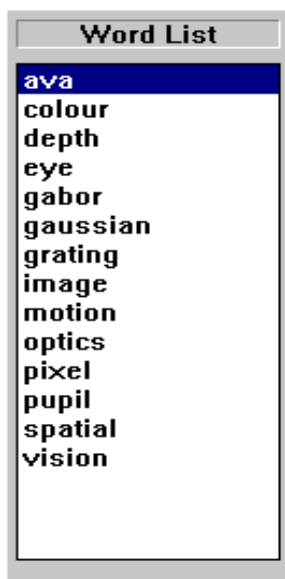 Word List
ava
colour
depth
eye
gabor
gaussian
grating
image
motion
optics
pixel
pupil
spatial
vision